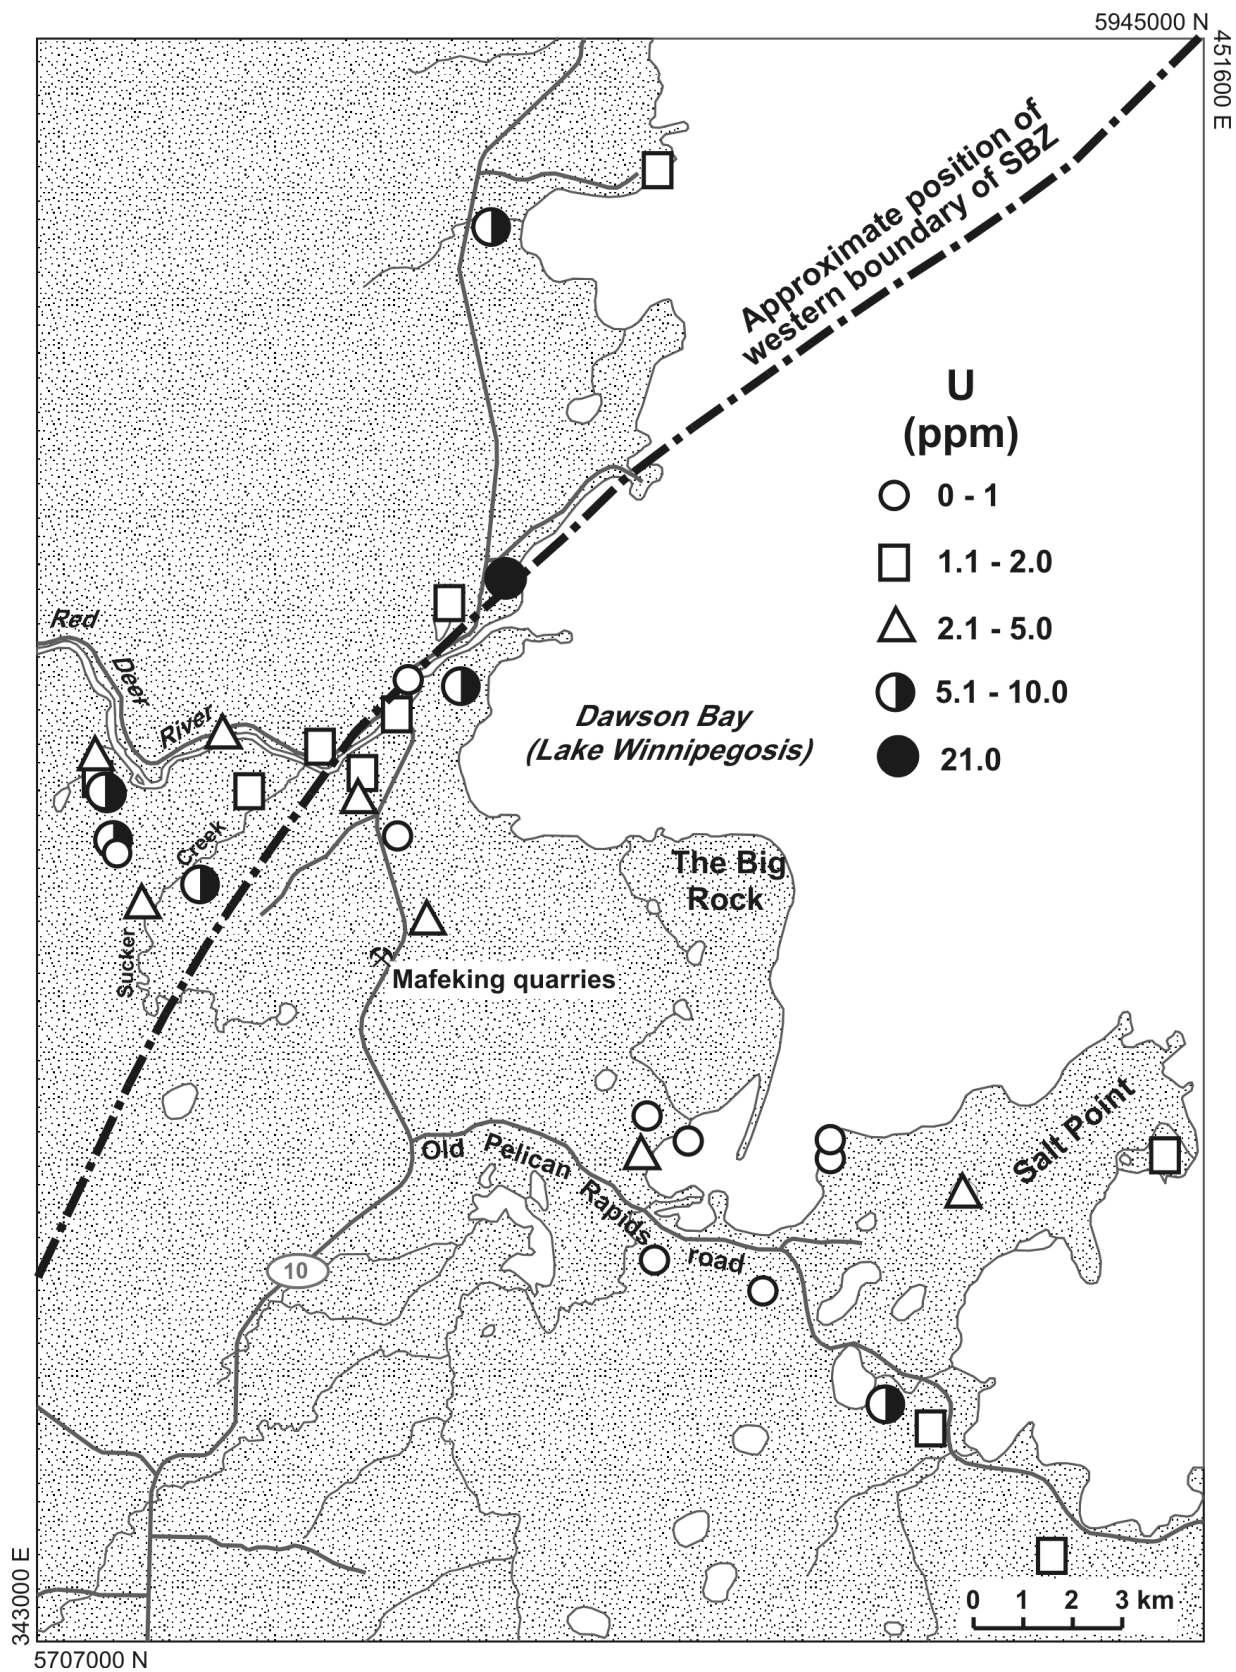 5945000 N
451600 E
Approximate position of
western boundary of SBZ
U
(ppm)
0 - 1
1.1 - 2.0
2.1 - 5.0
5.1 - 10.0
21.0
Red
Deer
River
Dawson Bay
(Lake Winnipegosis)
The Big
Rock
Creek
Sucker
Mafeking quarries
Salt Point
Old Pelican Rapids road
10
0 1 2 3 km
343000 E
5707000 N